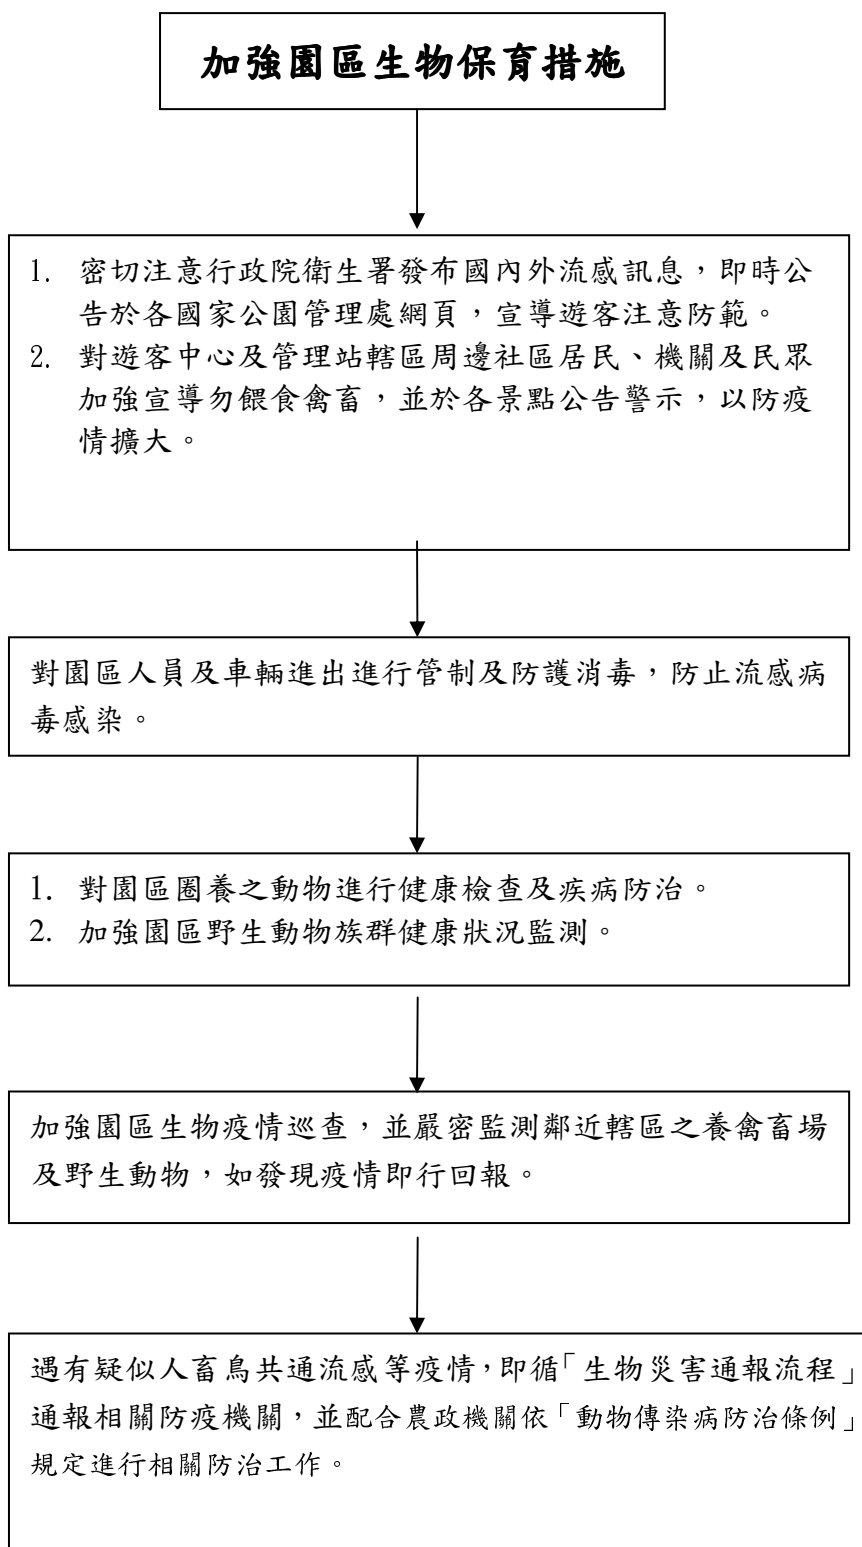 加強園區生物保育措施
1. 密切注意行政院衛生署發布國內外流感訊息，即時公
告於各國家公園管理處網頁，宣導遊客注意防範。
2. 對遊客中心及管理站轄區周邊社區居民、機關及民眾
加強宣導勿餵食禽畜，並於各景點公告警示，以防疫
情擴大。
對園區人員及車輛進出進行管制及防護消毒，防止流感病
毒感染。
1. 對園區圈養之動物進行健康檢查及疾病防治。
2. 加強園區野生動物族群健康狀況監測。
加強園區生物疫情巡查，並嚴密監測鄰近轄區之養禽畜場
及野生動物，如發現疫情即行回報。
遇有疑似人畜鳥共通流感等疫情，即循「生物災害通報流程」
通報相關防疫機關，並配合農政機關依「動物傳染病防治條例」
規定進行相關防治工作。